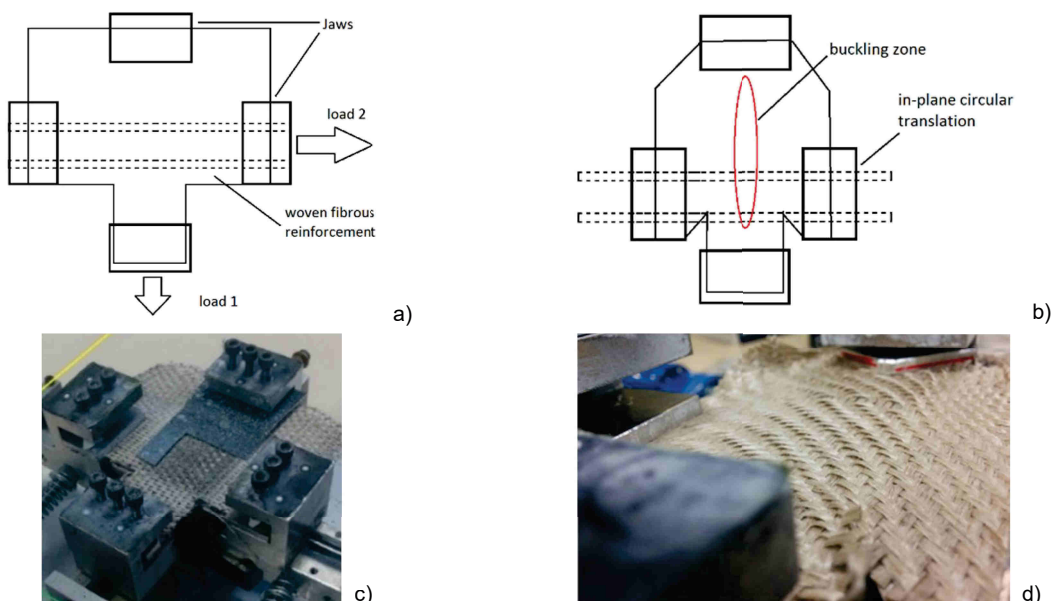 Jaws
load 2
woven fibrous
reinforcement
load 1
a)
buckling zone
in-plane circular
translation
b)
c)
d)